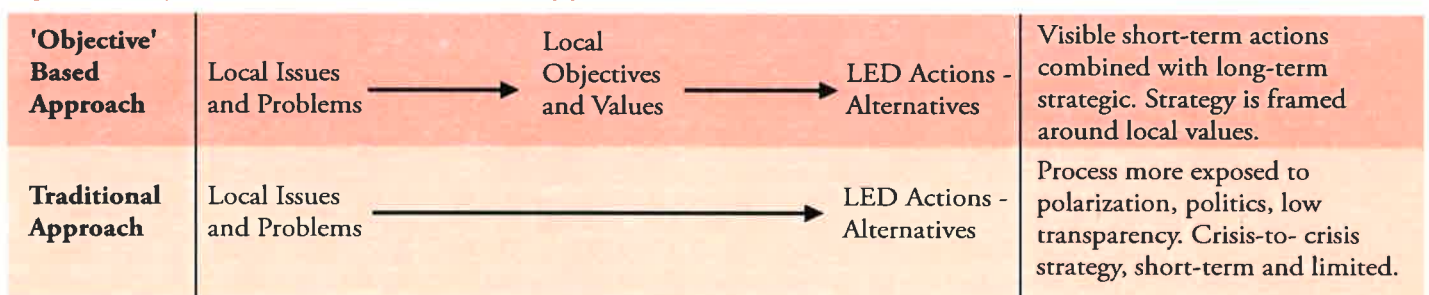 'Objective'
Based
Approach
Local Issues
and Problems
Local
Objectives
and Values
LED Actions -
Alternatives
Visible short-term actions
combined with long-term
strategic. Strategy is framed
around local values.
Traditional
Approach
Local Issues
and Problems
LED Actions -
Alternatives
Process more exposed to
polarization, politics, low
transparency. Crisis-to- crisis
strategy, short-term and limited.